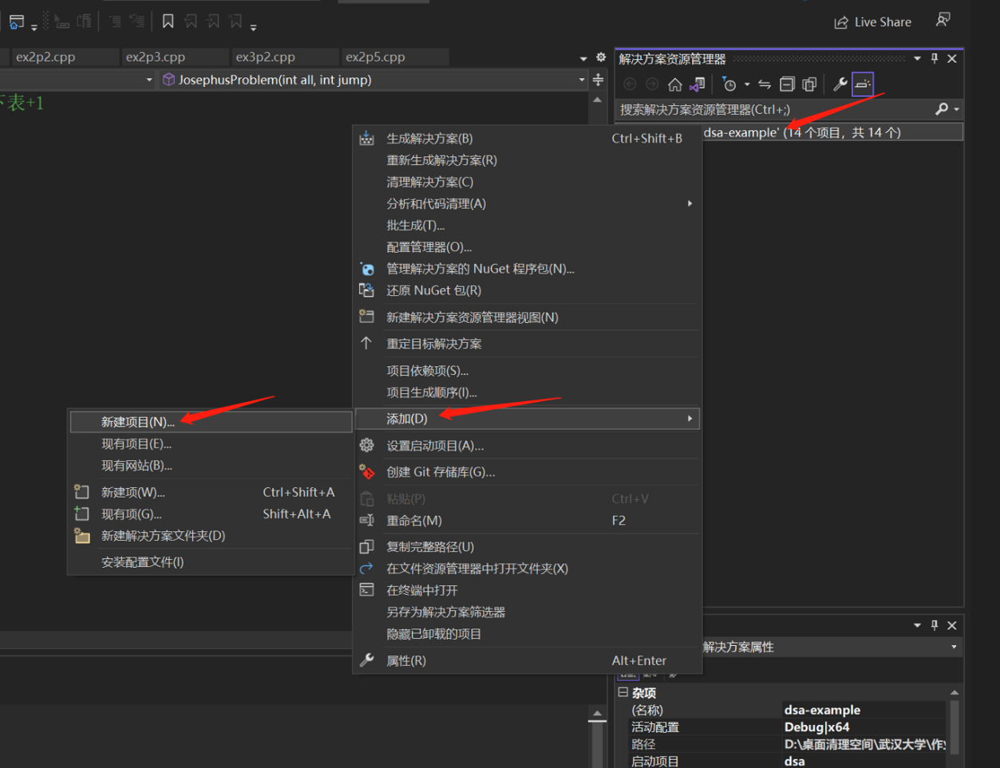 Live Share
ex2p2.cpp
ex2p3.cpp
ex3p2.cpp
ex2p5.cpp
解决方案资源管理器
JosephusProblem(int all, int jump)
下表+1
搜索解决方案资源管理器(Ctrl+;)
dsa-example' (14 个项目，共 14 个)
生成解决方案(B) Ctrl+Shift+B
重新生成解决方案(R)
清理解决方案(C)
分析和代码清理(A)
批生成(T)...
配置管理器(O)...
管理解决方案的 NuGet 程序包(N)...
还原 NuGet 包(R)
新建解决方案资源管理器视图(N)
重定目标解决方案
项目依赖项(S)...
项目生成顺序(I)...
添加(D)
设置启动项目(A)...
创建 Git 存储库(G)...
粘贴(P) Ctrl+V
重命名(M) F2
复制完整路径(U)
在文件资源管理器中打开文件夹(X)
在终端中打开
另存为解决方案筛选器
隐藏已卸载的项目
属性(R) Alt+Enter
新建项目(N)...
现有项目(E)...
现有网站(B)...
新建项(W)... Ctrl+Shift+A
现有项(G)... Shift+Alt+A
新建解决方案文件夹(D)
安装配置文件(I)
解决方案属性
杂项
(名称) dsa-example
活动配置 Debug|x64
路径 D:\桌面清理空间\武汉大学\作
启动项目 dsa